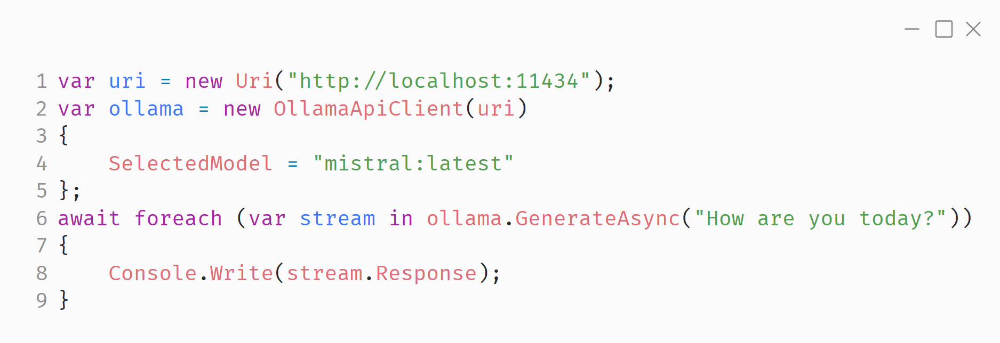 1 var uri = new Uri("http://localhost:11434");
2 var ollama = new OllamaApiClient(uri)
3 {
4     SelectedModel = "mistral:latest"
5 };
6 await foreach (var stream in ollama.GenerateAsync("How are you today?"))
7 {
8     Console.Write(stream.Response);
9 }